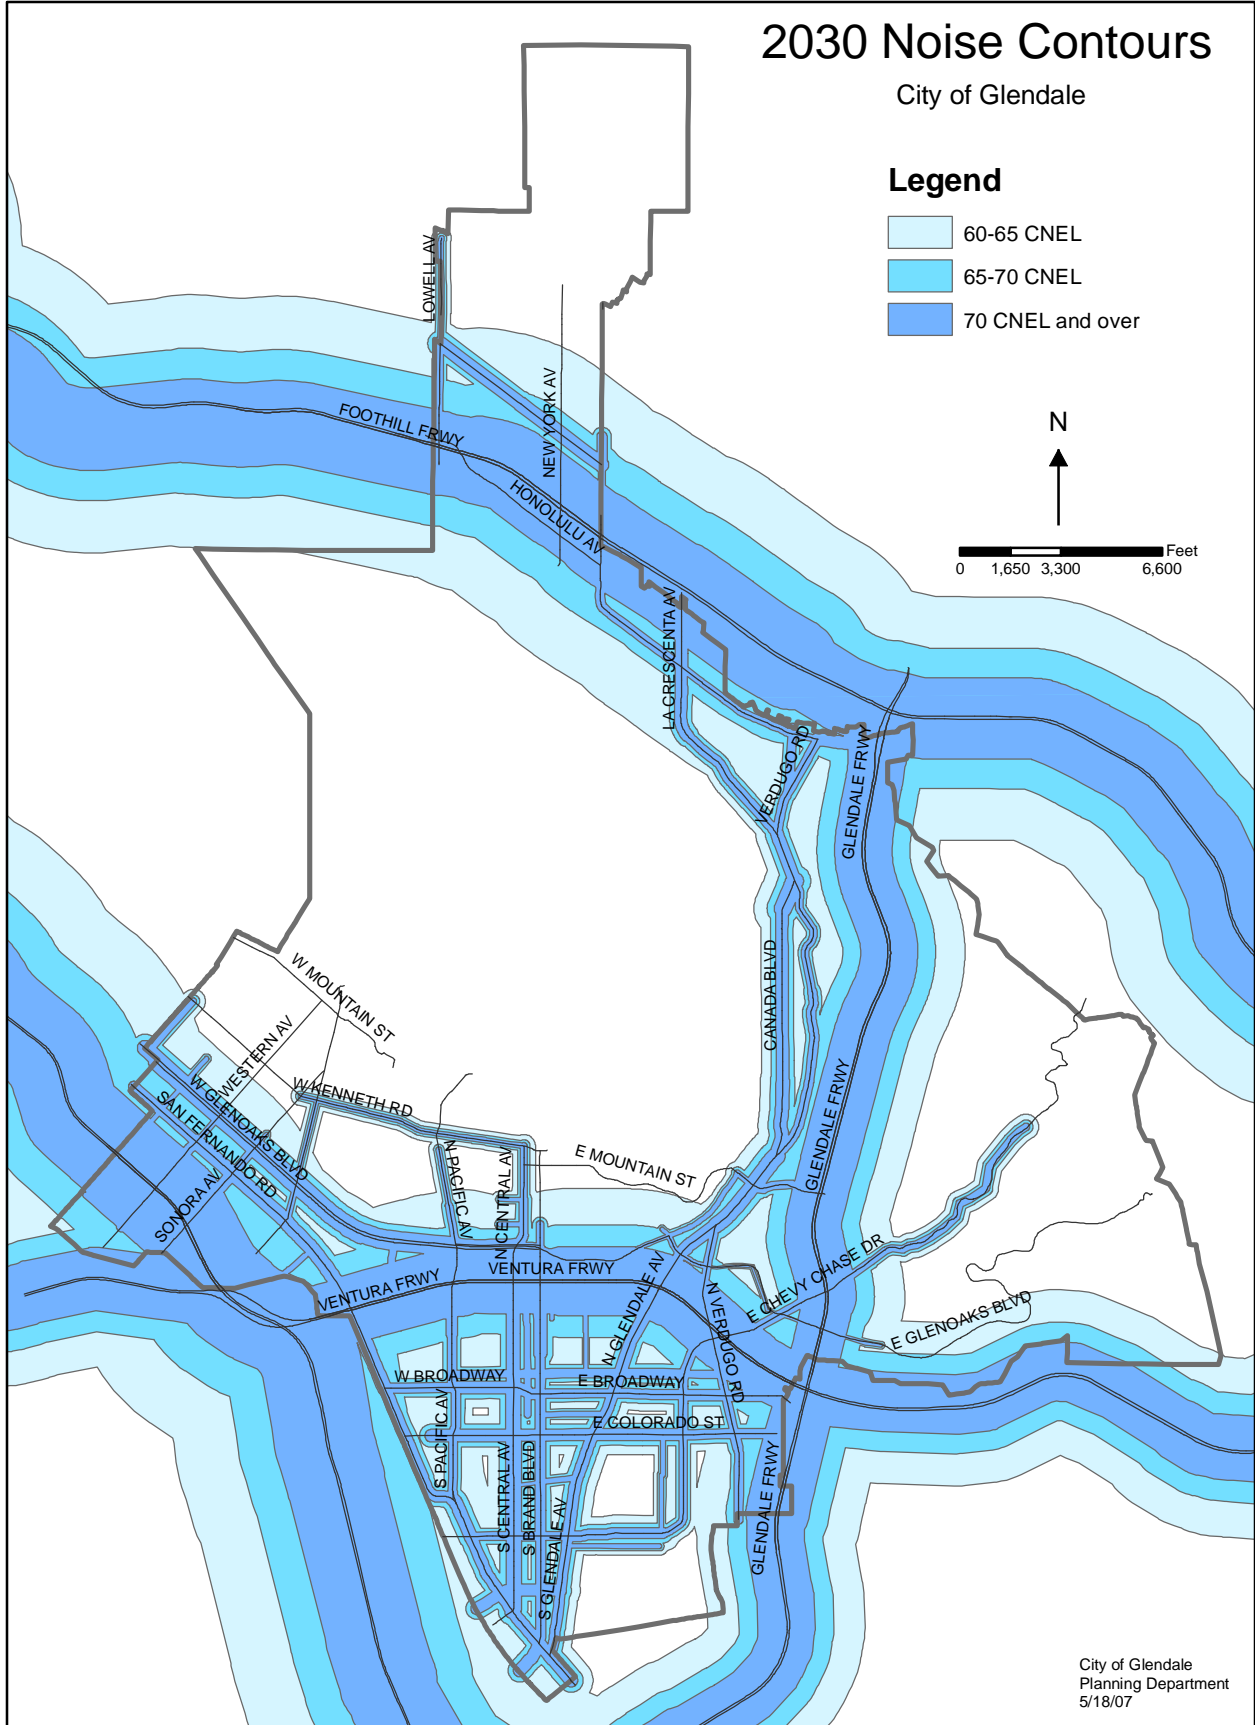 2030 Noise Contours
City of Glendale
Legend
60-65 CNEL
65-70 CNEL
70 CNEL and over
N
Feet
0 1,650 3,300 6,600
LOWELL AV
FOOTHILL FRWY
NEW YORK AV
HONOLULU AV
LA CRESCENTA AV
VERDUGO RD
GLENDALE FRWY
CANADA BLVD
W MOUNTAIN ST
WESTERN AV
W KENNETH RD
W GLENOAKS BLVD
SAN FERNANDO RD
SONORA AV
N PACIFIC AV
N CENTRAL AV
E MOUNTAIN ST
GLENDALE FRWY
VENTURA FRWY
VENTURA FRWY
N GLENDALE AV
N VERDUGO RD
E CHEVY CHASE DR
E GLENOAKS BLVD
W BROADWAY
E BROADWAY
E COLORADO ST
S PACIFIC AV
S CENTRAL AV
S BRAND BLVD
S GLENDALE AV
GLENDALE FRWY
City of Glendale
Planning Department
5/18/07